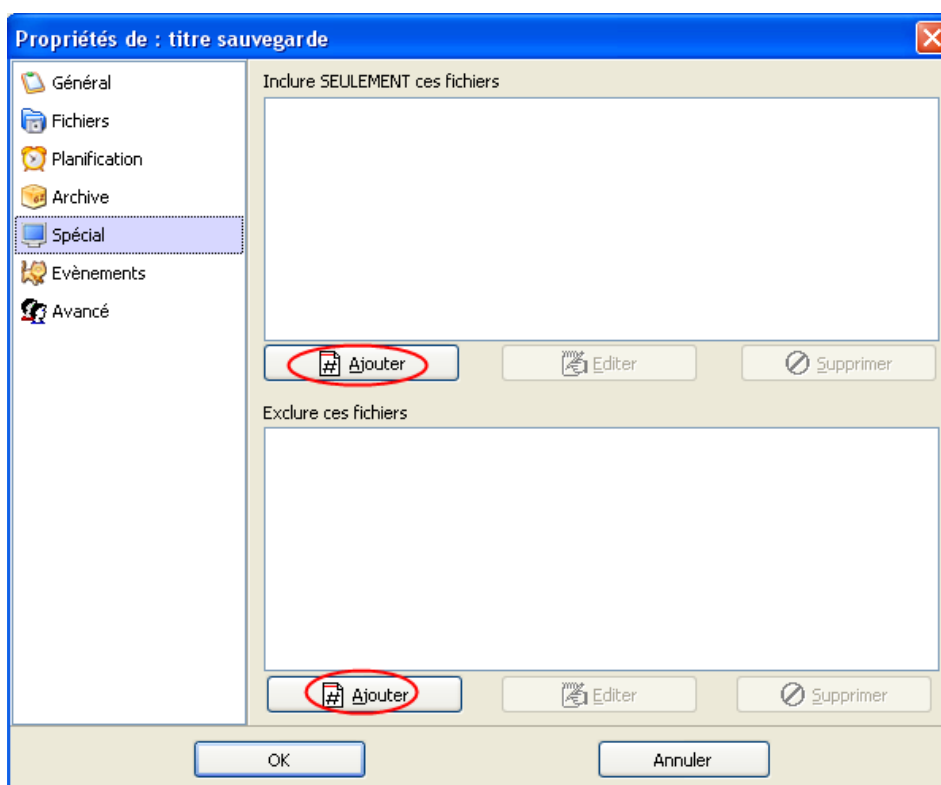 Propriétés de : titre sauvegarde
Général
Fichiers
Planification
Archive
Spécial
Evènements
Avancé
Inclure SEULEMENT ces fichiers
Ajouter
Editer
Supprimer
Exclure ces fichiers
Ajouter
Editer
Supprimer
OK
Annuler